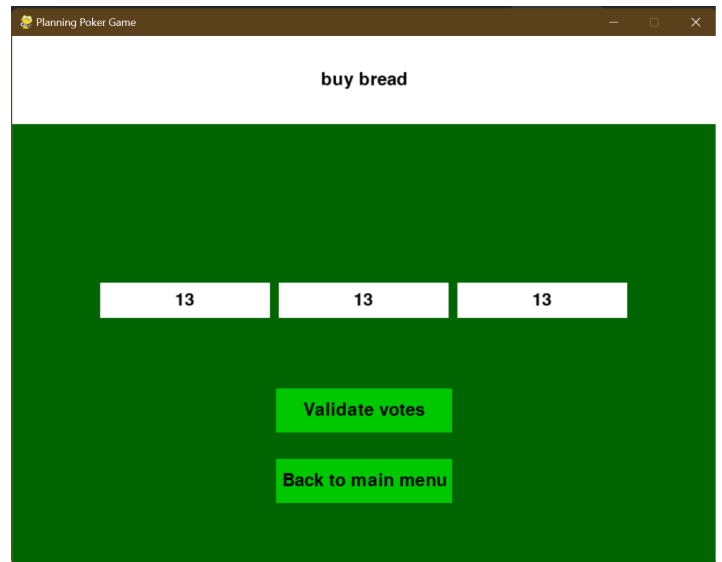 Planning Poker Game
buy bread
13 13 13
Validate votes
Back to main menu